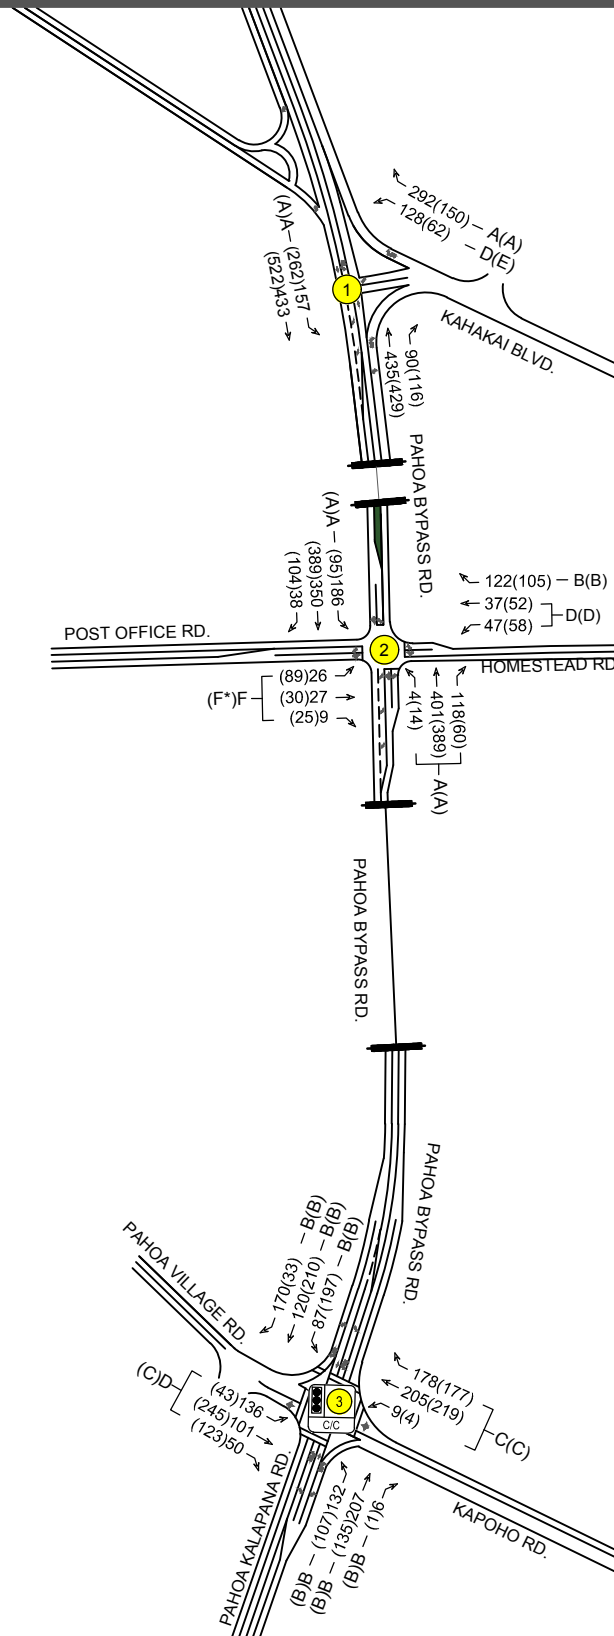 292(150) – A(A)
128(62) – D(E)
(A)A – (262)157
(522)433
1
KAHAKAI BLVD.
90(116)
435(429)
PAHOA BYPASS RD.
(A)A – (95)186
(389)350
(104)38
122(105) – B(B)
37(52)
47(58)
D(D)
POST OFFICE RD.
2
HOMESTEAD RD
(89)26
(30)27
(25)9
(F*)F
118(60)
401(389)
4(14)
A(A)
PAHOA BYPASS RD.
PAHOA BYPASS RD.
170(33) – B(B)
120(210) – B(B)
87(197) – B(B)
PAHOA VILLAGE RD.
178(177)
205(219)
9(4)
C(C)
(C)D
(43)136
(245)101
(123)50
3
C/C
KAPOHO RD.
PAHOA KALAPANA RD.
(B)B – (107)132
(B)B – (135)207
(B)B – (1)6